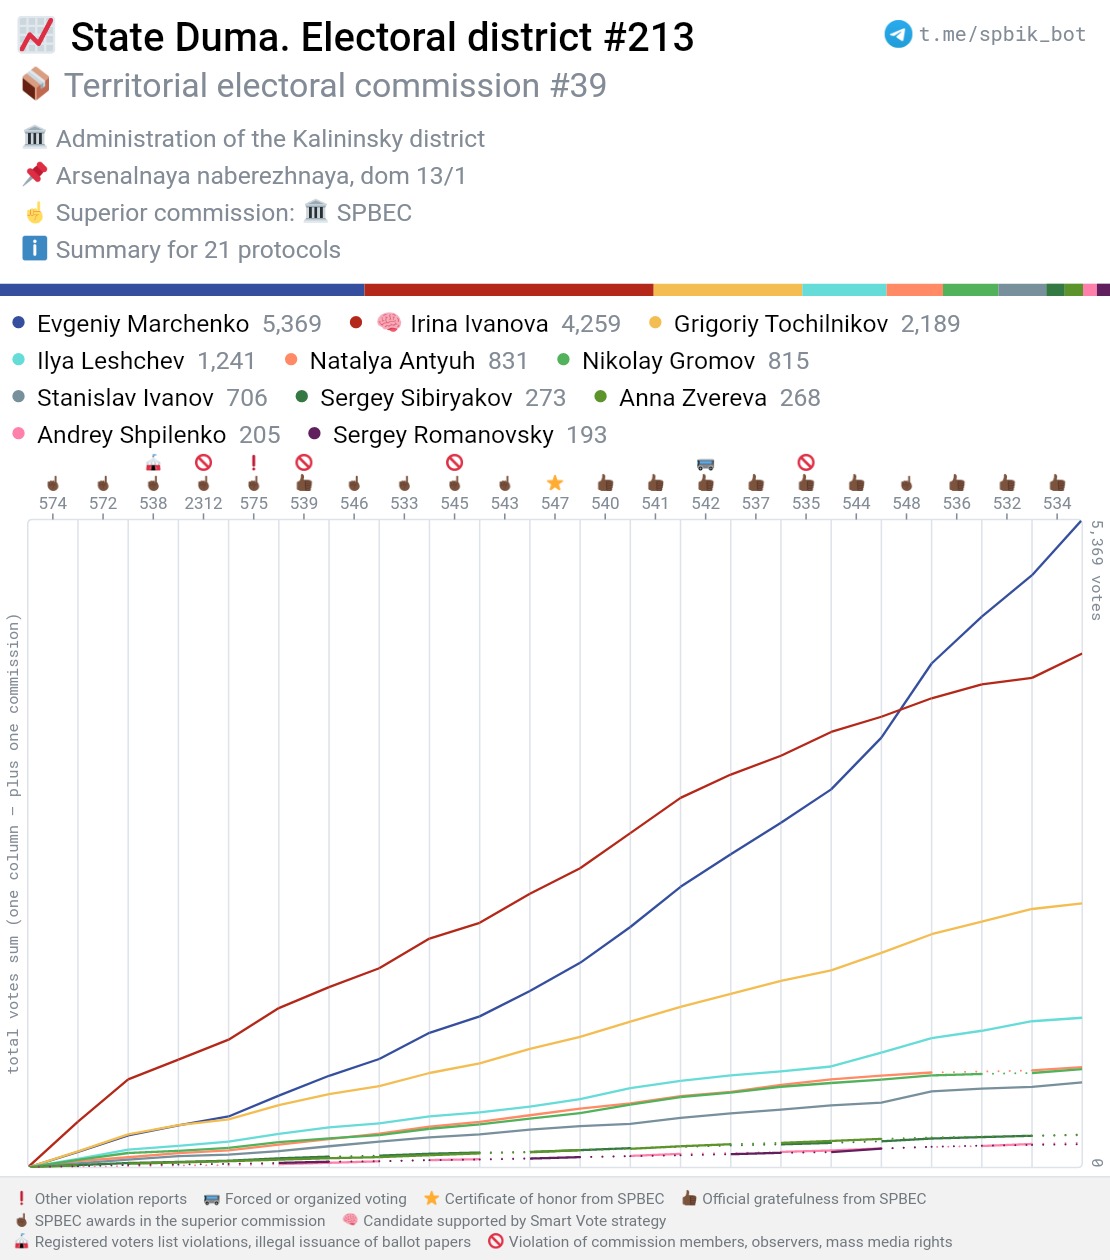 State Duma. Electoral district #213
t.me/spbik_bot
Territorial electoral commission #39
Administration of the Kalininsky district
Arsenalnaya naberezhnaya, dom 13/1
Superior commission: SPBEC
Summary for 21 protocols
Evgeniy Marchenko 5,369 Irina Ivanova 4,259 Grigoriy Tochilnikov 2,189
Ilya Leshchev 1,241 Natalya Antyuh 831 Nikolay Gromov 815
Stanislav Ivanov 706 Sergey Sibiryakov 273 Anna Zvereva 268
Andrey Shpilenko 205 Sergey Romanovsky 193
574 572 538 2312 575 539 546 533 545 543 547 540 541 542 537 535 544 548 536 532 534
5,369 votes
total votes sum (one column – plus one commission)
0
Other violation reports Forced or organized voting Certificate of honor from SPBEC Official gratefulness from SPBEC
SPBEC awards in the superior commission Candidate supported by Smart Vote strategy
Registered voters list violations, illegal issuance of ballot papers Violation of commission members, observers, mass media rights